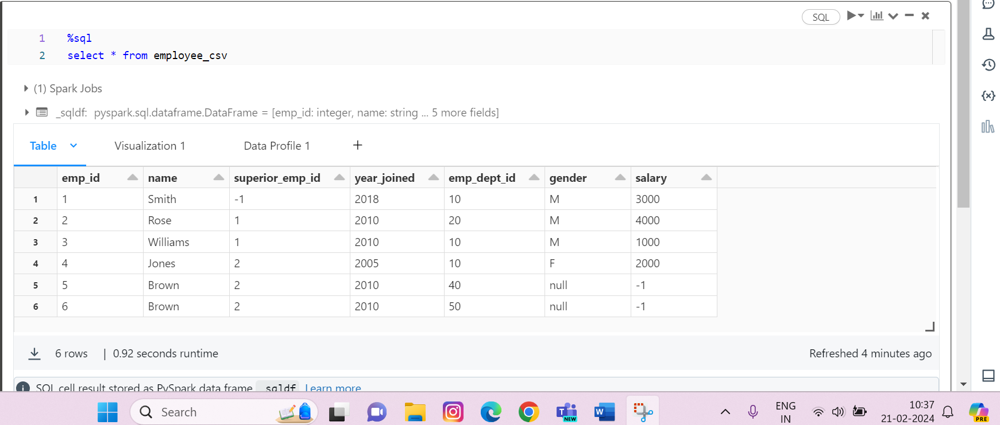 SQL
1 %sql
2 select * from employee_csv
(1) Spark Jobs
_sqldf: pyspark.sql.dataframe.DataFrame = [emp_id: integer, name: string ... 5 more fields]
Table Visualization 1 Data Profile 1 +
emp_id name superior_emp_id year_joined emp_dept_id gender salary
1 1 Smith -1 2018 10 M 3000
2 2 Rose 1 2010 20 M 4000
3 3 Williams 1 2010 10 M 1000
4 4 Jones 2 2005 10 F 2000
5 5 Brown 2 2010 40 null -1
6 6 Brown 2 2010 50 null -1
6 rows | 0.92 seconds runtime Refreshed 4 minutes ago
SQL cell result stored as PySpark data frame _sqldf. Learn more
Search
NEW
ENG
IN
10:37
21-02-2024
PRE